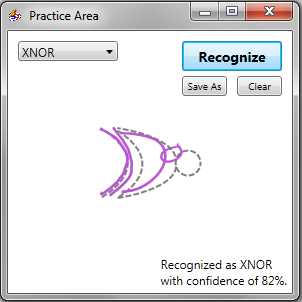 Practice Area
XNOR
Recognize
Save As
Clear
Recognized as XNOR
with confidence of 82%.